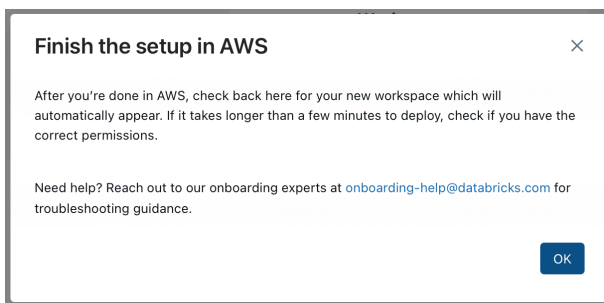 Finish the setup in AWS
After you're done in AWS, check back here for your new workspace which will
automatically appear. If it takes longer than a few minutes to deploy, check if you have the
correct permissions.
Need help? Reach out to our onboarding experts at onboarding-help@databricks.com for
troubleshooting guidance.
OK